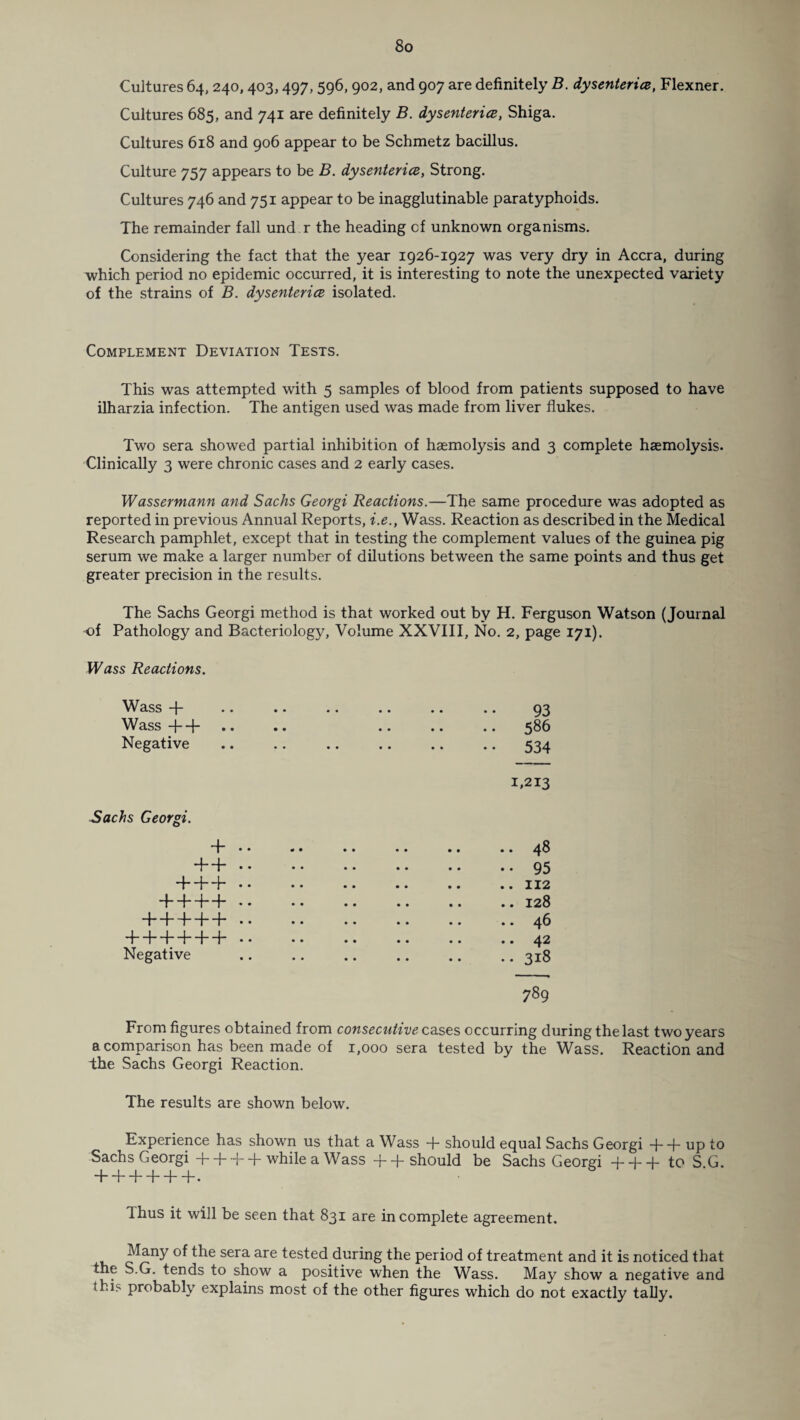 80
Cultures 64, 240, 403, 497, 596, 902, and 907 are definitely B. dysenteriæ, Flexner.
Cultures 685, and 741 are definitely B. dysenteriæ, Shiga.
Cultures 618 and 906 appear to be Schmetz bacillus.
Culture 757 appears to be B. dysenteriæ, Strong.
Cultures 746 and 751 appear to be inagglutinable paratyphoids.
The remainder fall und r the heading of unknown organisms.
Considering the fact that the year 1926-1927 was very dry in Accra, during
which period no epidemic occurred, it is interesting to note the unexpected variety
of the strains of B. dysenteriæ isolated.
COMPLEMENT DEVIATION TESTS.
This was attempted with 5 samples of blood from patients supposed to have
ilharzia infection. The antigen used was made from liver flukes.
Two sera showed partial inhibition of hæmolysis and 3 complete hæmolysis.
Clinically 3 were chronic cases and 2 early cases.
Wassermann and Sachs Georgi Reactions.—The same procedure was adopted as
reported in previous Annual Reports, i.e., Wass. Reaction as described in the Medical
Research pamphlet, except that in testing the complement values of the guinea pig
serum we make a larger number of dilutions between the same points and thus get
greater precision in the results.
The Sachs Georgi method is that worked out by H. Ferguson Watson (Journal
of Pathology and Bacteriology, Volume XXVIII, No. 2, page 171).
Wass Reactions.
Wass + .. .. .. .. .. .. 93
Wass ++ .. .. .. .. .. 586
Negative .. .. .. .. .. .. 534
1,213
Sachs Georgi.
+ .. .. .. .. .. .. 48
++ .. .. .. .. .. .. 95
+++ .. .. .. .. .. .. 112
++++ .. .. .. .. .. .. 128
+++++ .. .. .. .. .. .. 46
++++++ .. .. .. .. .. .. 42
Negative .. .. .. .. .. .. 318
789
From figures obtained from consecutive cases occurring during the last two years
a comparison has been made of 1,000 sera tested by the Wass. Reaction and
the Sachs Georgi Reaction.
The results are shown below.
Experience has shown us that a Wass + should equal Sachs Georgi ++ up to
Sachs Georgi ++++ while a Wass ++ should be Sachs Georgi +++ to S.G.
++++++.
Thus it will be seen that 831 are in complete agreement.
Many of the sera are tested during the period of treatment and it is noticed that
the S.G. tends to show a positive when the Wass. May show a negative and
this probably explains most of the other figures which do not exactly tally.